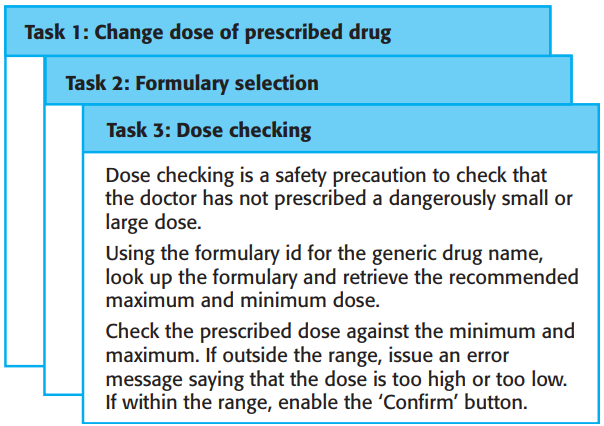 Task 1: Change dose of prescribed drug
Task 2: Formulary selection
Task 3: Dose checking
Dose checking is a safety precaution to check that
the doctor has not prescribed a dangerously small or
large dose.
Using the formulary id for the generic drug name,
look up the formulary and retrieve the recommended
maximum and minimum dose.
Check the prescribed dose against the minimum and
maximum. If outside the range, issue an error
message saying that the dose is too high or too low.
If within the range, enable the ‘Confirm’ button.